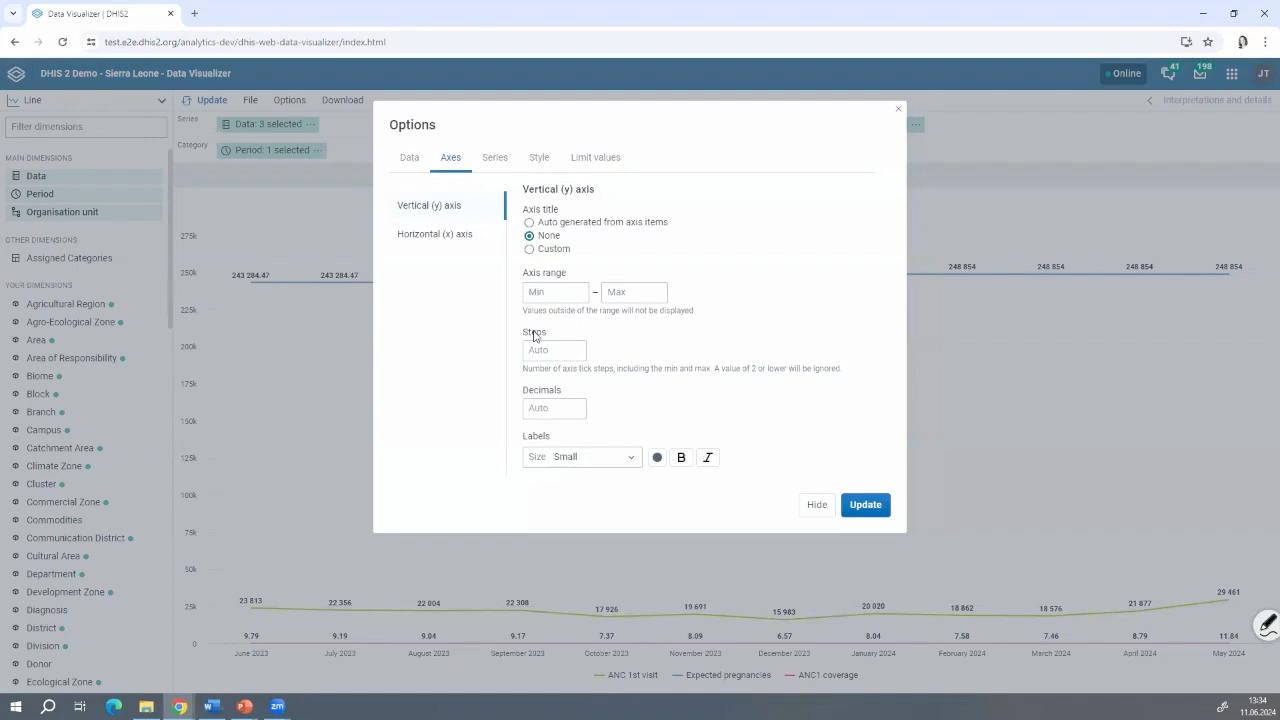 Data Visualizer | DHIS2
test.e2e.dhis2.org/analytics-dev/dhis-web-data-visualizer/index.html
DHIS 2 Demo - Sierra Leone - Data Visualizer
Online
41
198
JT
Line
Update
File
Options
Download
Interpretations and details
Filter dimensions
Series
Data: 3 selected
Category
Period: 1 selected
MAIN DIMENSIONS
Data
Period
Organisation unit
OTHER DIMENSIONS
Assigned Categories
YOUR DIMENSIONS
Agricultural Region
Agro-Ecological Zone
Area
Area of Responsibility
Biome
Block
Branch
Campus
Catchment Area
Climate Zone
Cluster
Commercial Zone
Commodities
Communication District
Cultural Area
Department
Development Zone
Diagnosis
District
Division
Donor
Ecological Zone
Options
Data
Axes
Series
Style
Limit values
Vertical (y) axis
Horizontal (x) axis
Vertical (y) axis
Axis title
Auto generated from axis items
None
Custom
Axis range
Min
–
Max
Values outside of the range will not be displayed
Steps
Auto
Number of axis tick steps, including the min and max. A value of 2 or lower will be ignored.
Decimals
Auto
Labels
Size Small
B
I
Hide
Update
275k
250k
225k
200k
175k
150k
125k
100k
75k
50k
25k
0
243 284.47 243 284.47
248 854 248 854 248 854 248 854
23 813 22 356 22 004 22 308 17 926 19 691 15 983 20 020 18 862 18 576 21 877 29 461
9.79 9.19 9.04 9.17 7.37 8.09 6.57 8.04 7.58 7.46 8.79 11.84
June 2023 July 2023 August 2023 September 2023 October 2023 November 2023 December 2023 January 2024 February 2024 March 2024 April 2024 May 2024
ANC 1st visit Expected pregnancies ANC1 coverage
13:34
11.06.2024